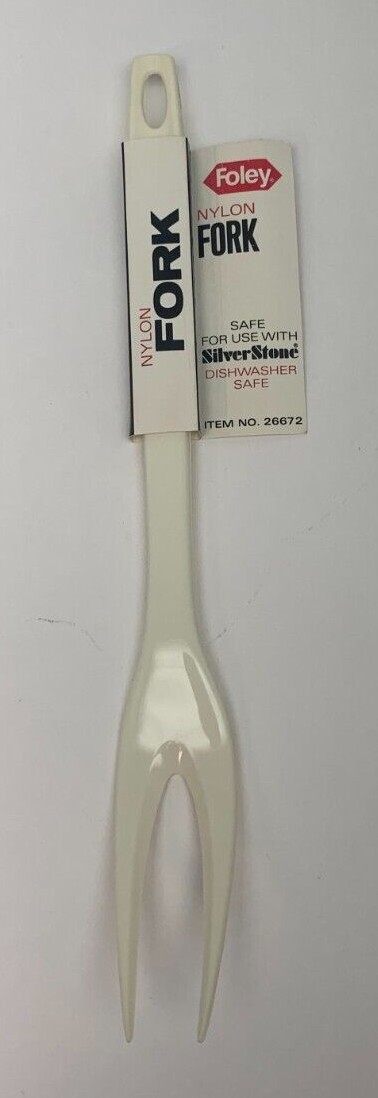 NYLON
FORK
Foley®
NYLON
FORK
SAFE
FOR USE WITH
SilverStone®
DISHWASHER
SAFE
ITEM NO. 26672